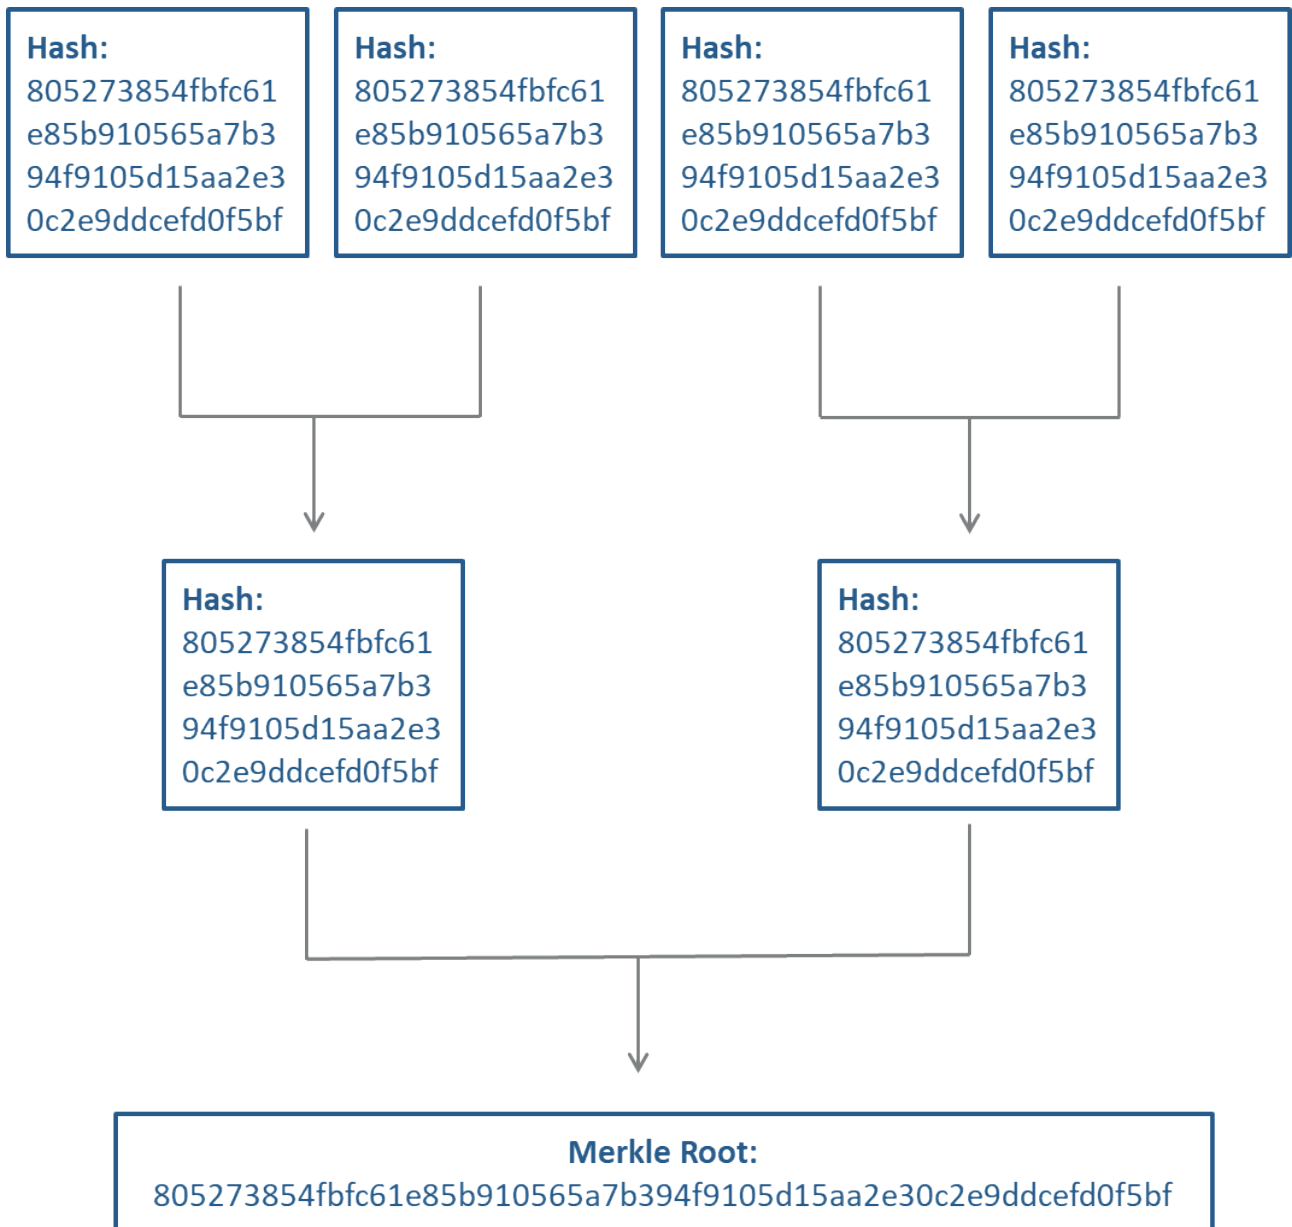 Hash:
805273854fbfc61
e85b910565a7b3
94f9105d15aa2e3
0c2e9ddcefd0f5bf
Hash:
805273854fbfc61
e85b910565a7b3
94f9105d15aa2e3
0c2e9ddcefd0f5bf
Hash:
805273854fbfc61
e85b910565a7b3
94f9105d15aa2e3
0c2e9ddcefd0f5bf
Hash:
805273854fbfc61
e85b910565a7b3
94f9105d15aa2e3
0c2e9ddcefd0f5bf
Hash:
805273854fbfc61
e85b910565a7b3
94f9105d15aa2e3
0c2e9ddcefd0f5bf
Hash:
805273854fbfc61
e85b910565a7b3
94f9105d15aa2e3
0c2e9ddcefd0f5bf
Merkle Root:
805273854fbfc61e85b910565a7b394f9105d15aa2e30c2e9ddcefd0f5bf